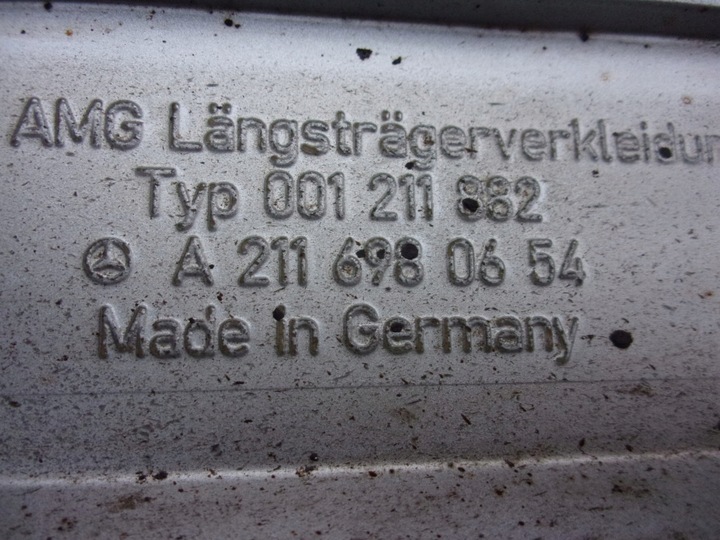 AMG Längsträgerverkleidun
Typ 001 211 882
A 211 698 06 54
Made in Germany